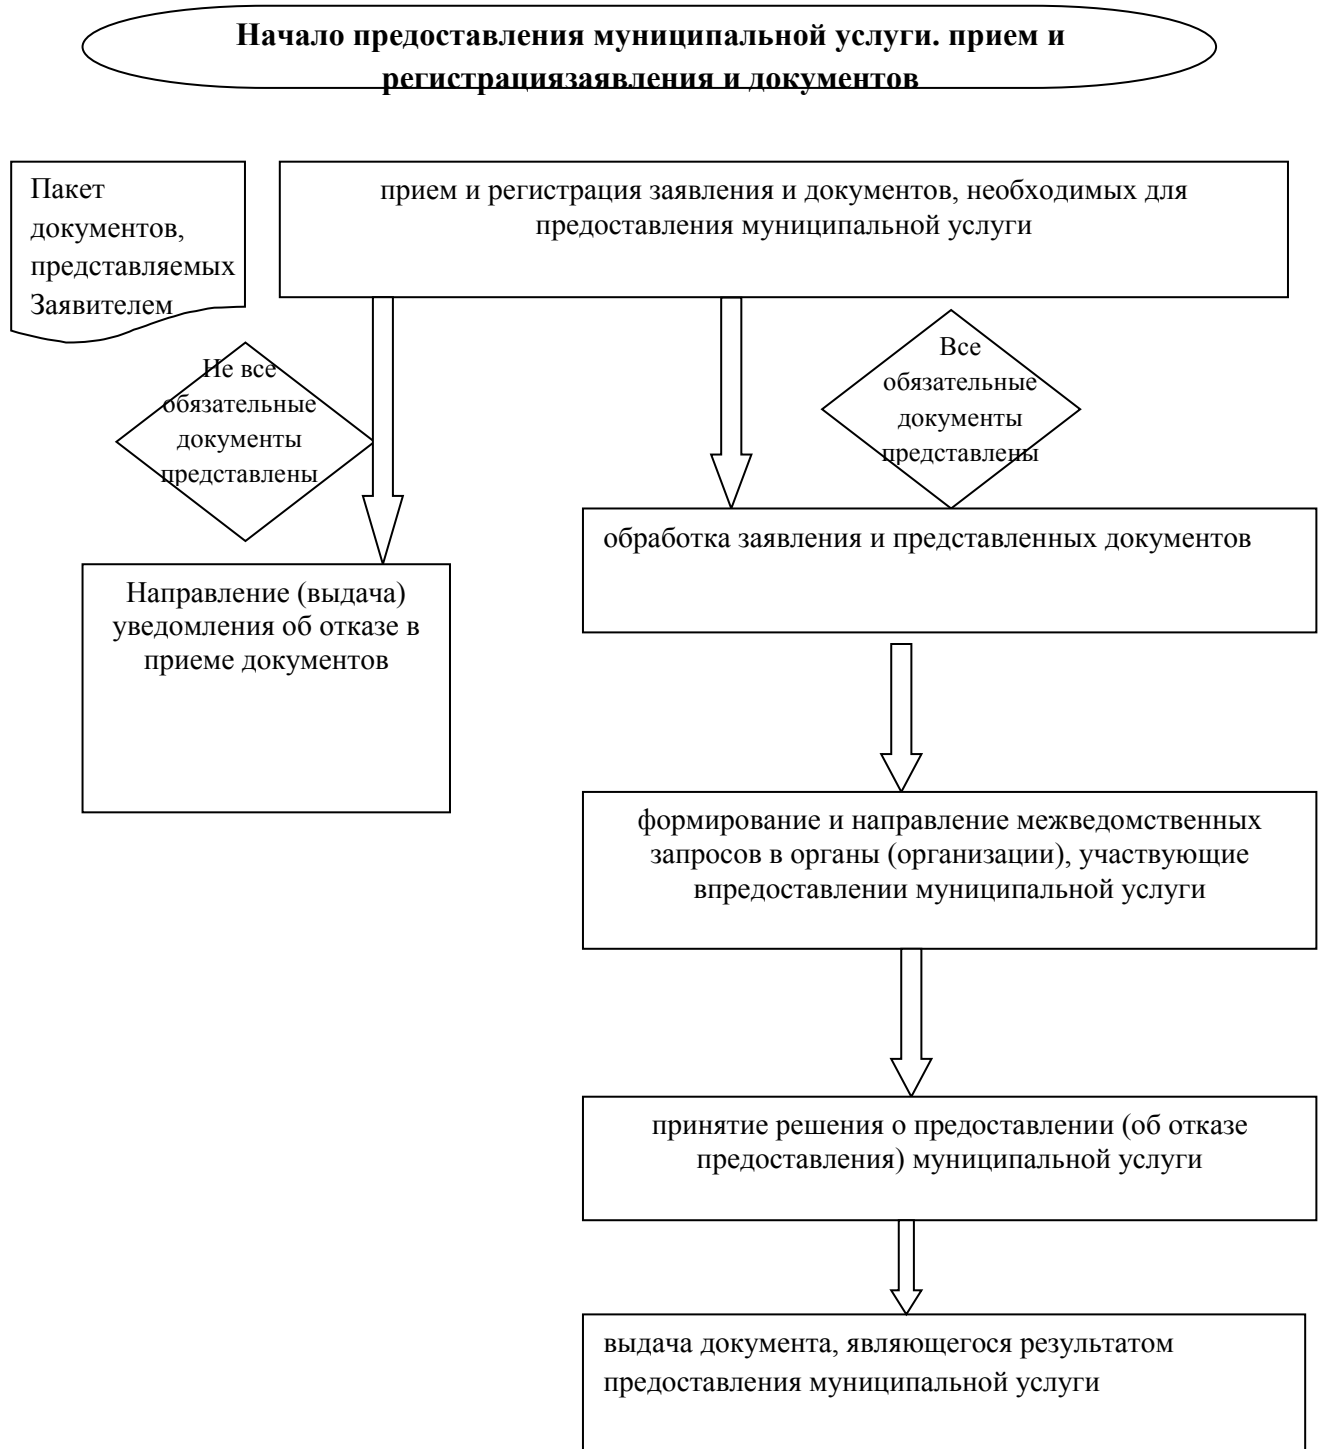 Начало предоставления муниципальной услуги. прием и
регистрациязаявления и документов
Пакет
документов,
представляемых
Заявителем
прием и регистрация заявления и документов, необходимых для
предоставления муниципальной услуги
Не все
обязательные
документы
представлены
Все
обязательные
документы
представлены
обработка заявления и представленных документов
Направление (выдача)
уведомления об отказе в
приеме документов
формирование и направление межведомственных
запросов в органы (организации), участвующие
впредоставлении муниципальной услуги
принятие решения о предоставлении (об отказе
предоставления) муниципальной услуги
выдача документа, являющегося результатом
предоставления муниципальной услуги